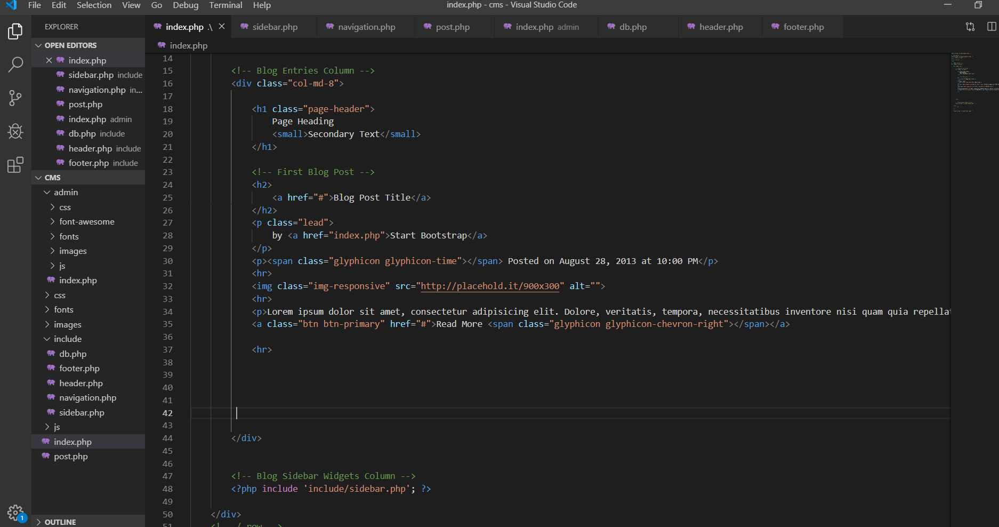 File Edit Selection View Go Debug Terminal Help
index.php - cms - Visual Studio Code
EXPLORER
OPEN EDITORS
index.php
sidebar.php include
navigation.php in...
post.php
index.php admin
db.php include
header.php include
footer.php include
CMS
admin
css
font-awesome
fonts
images
js
index.php
css
fonts
images
include
db.php
footer.php
header.php
navigation.php
sidebar.php
js
index.php
post.php
OUTLINE
1
index.php .\ sidebar.php navigation.php post.php index.php admin db.php header.php footer.php
index.php
14
15 <!-- Blog Entries Column -->
16 <div class="col-md-8">
17
18 <h1 class="page-header">
19 Page Heading
20 <small>Secondary Text</small>
21 </h1>
22
23 <!-- First Blog Post -->
24 <h2>
25 <a href="#">Blog Post Title</a>
26 </h2>
27 <p class="lead">
28 by <a href="index.php">Start Bootstrap</a>
29 </p>
30 <p><span class="glyphicon glyphicon-time"></span> Posted on August 28, 2013 at 10:00 PM</p>
31 <hr>
32 <img class="img-responsive" src="http://placehold.it/900x300" alt="">
33 <hr>
34 <p>Lorem ipsum dolor sit amet, consectetur adipisicing elit. Dolore, veritatis, tempora, necessitatibus inventore nisi quam quia repellat
35 <a class="btn btn-primary" href="#">Read More <span class="glyphicon glyphicon-chevron-right"></span></a>
36
37 <hr>
38
39
40
41
42
43
44 </div>
45
46
47 <!-- Blog Sidebar Widgets Column -->
48 <?php include 'include/sidebar.php'; ?>
49
50 </div>
51 <!-- /.row -->